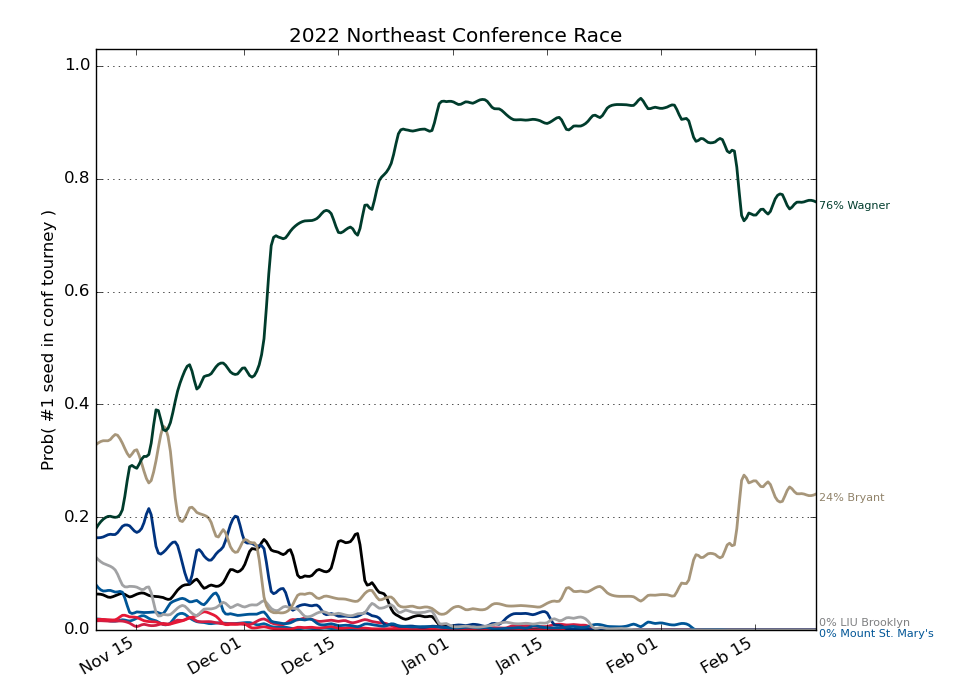 2022 Northeast Conference Race
Prob( #1 seed in conf tourney )
1.0
0.8
0.6
0.4
0.2
0.0
76% Wagner
24% Bryant
0% LIU Brooklyn
0% Mount St. Mary's
Nov 15
Dec 01
Dec 15
Jan 01
Jan 15
Feb 01
Feb 15